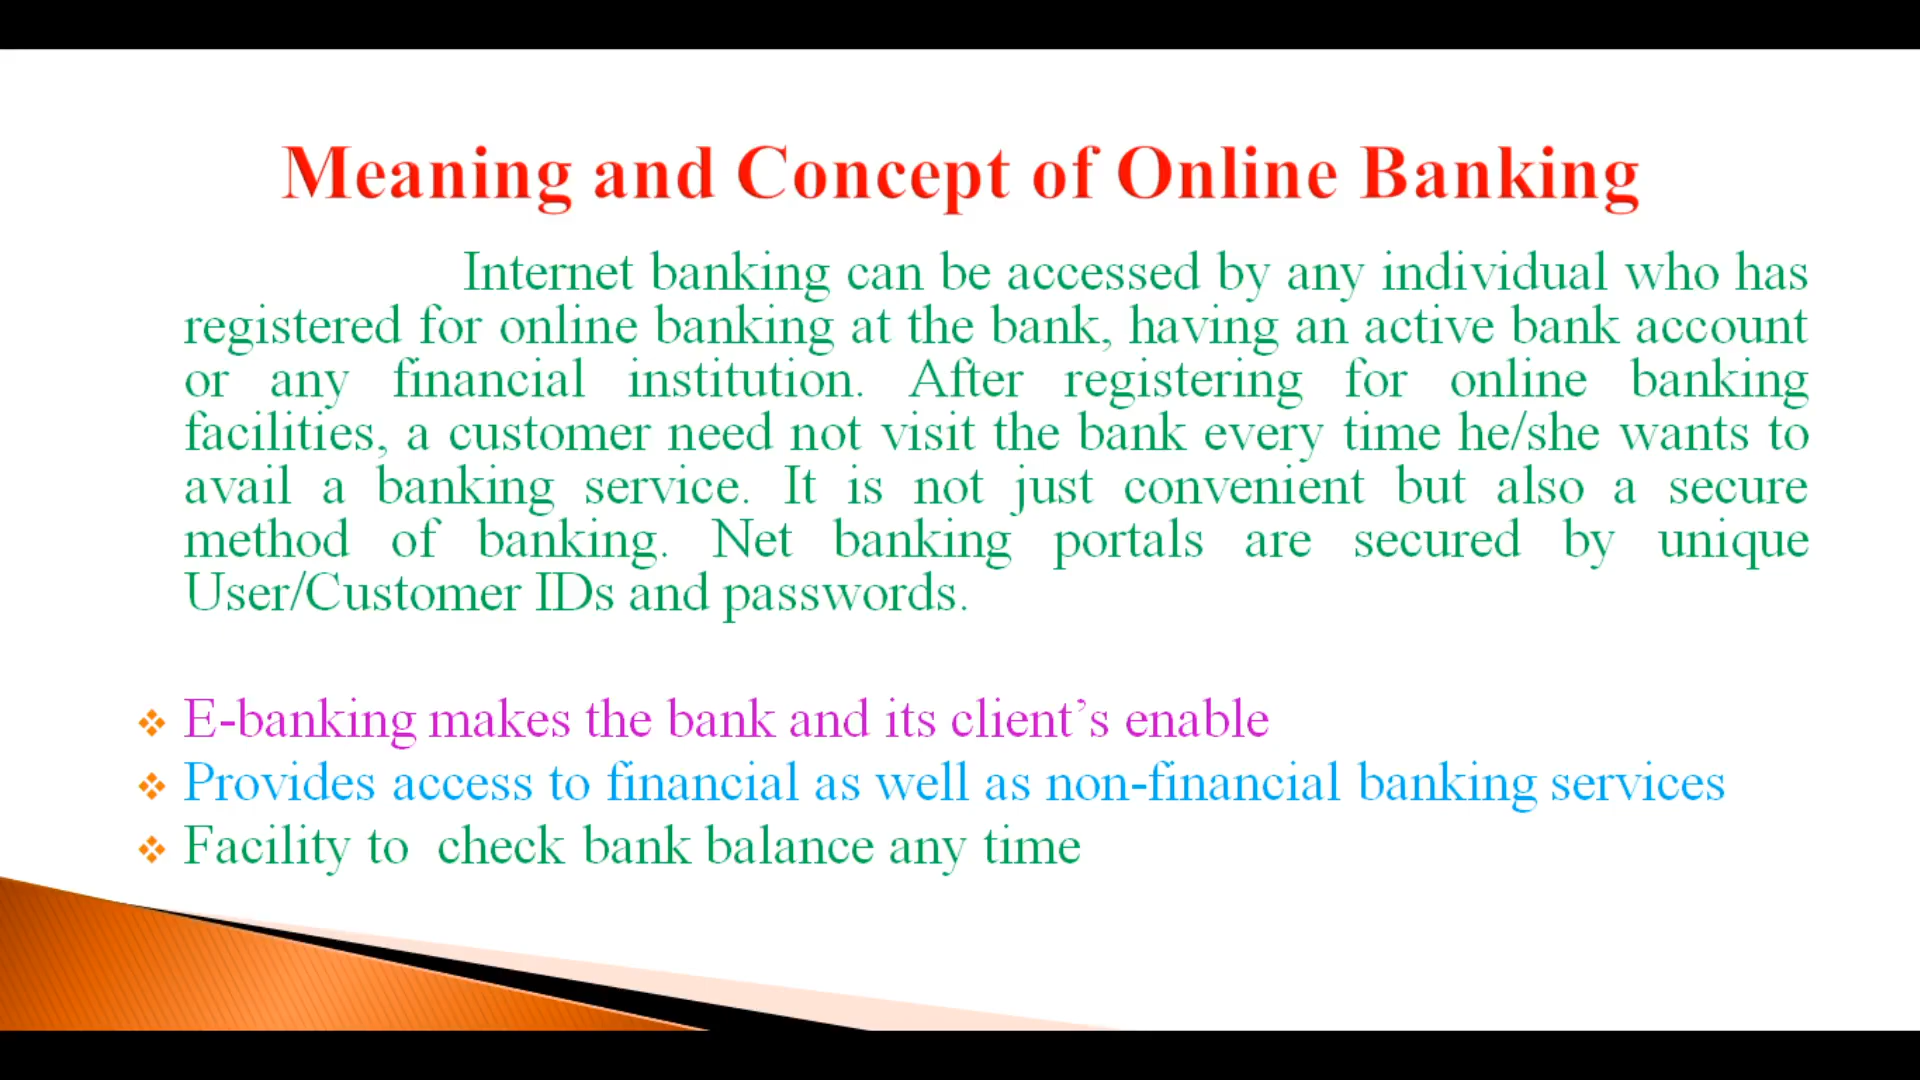 Meaning and Concept of Online Banking
Internet banking can be accessed by any individual who has
registered for online banking at the bank, having an active bank account
or any financial institution. After registering for online banking
facilities, a customer need not visit the bank every time he/she wants to
avail a banking service. It is not just convenient but also a secure
method of banking. Net banking portals are secured by unique
User/Customer IDs and passwords.
❖ E-banking makes the bank and its client’s enable
❖ Provides access to financial as well as non-financial banking services
❖ Facility to check bank balance any time